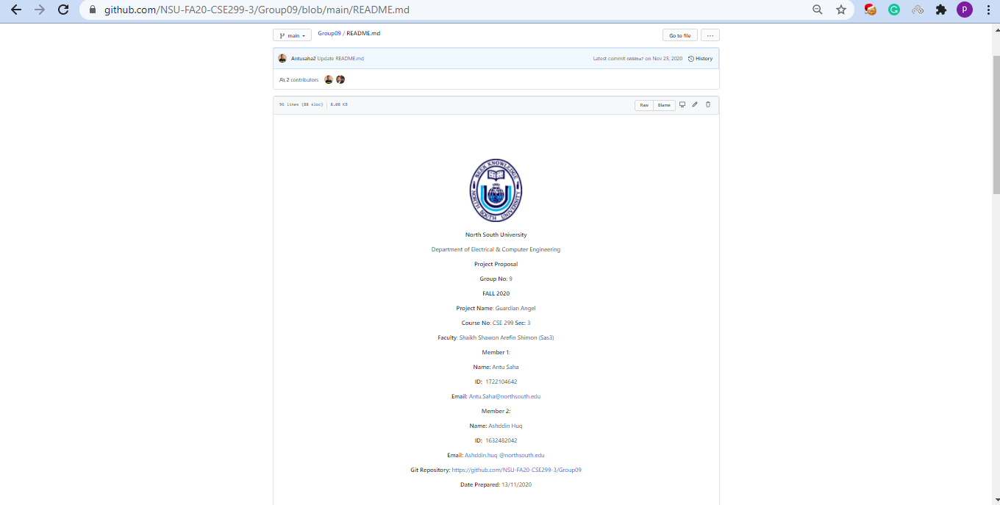 github.com/NSU-FA20-CSE299-3/Group09/blob/main/README.md
P
main
Group09 / README.md
Go to file
...
Antusaha2 Update README.md
Latest commit on Nov 25, 2020
History
2 contributors
96 lines (88 sloc)
KB
Raw
Blame
SEEK KNOWLEDGE
NORTH SOUTH UNIVERSITY
North South University
Department of Electrical & Computer Engineering
Project Proposal
Group No: 9
FALL 2020
Project Name: Guardian Angel
Course No: CSE 299 Sec: 3
Faculty: Shaikh Shawon Arefin Shimon (Sas3)
Member 1:
Name: Antu Saha
ID: 1722104642
Email: Antu.Saha@northsouth.edu
Member 2:
Name: Ashddin Huq
ID: 1632482042
Email: Ashddin.huq @northsouth.edu
Git Repository: https://github.com/NSU-FA20-CSE299-3/Group09
Date Prepared: 13/11/2020